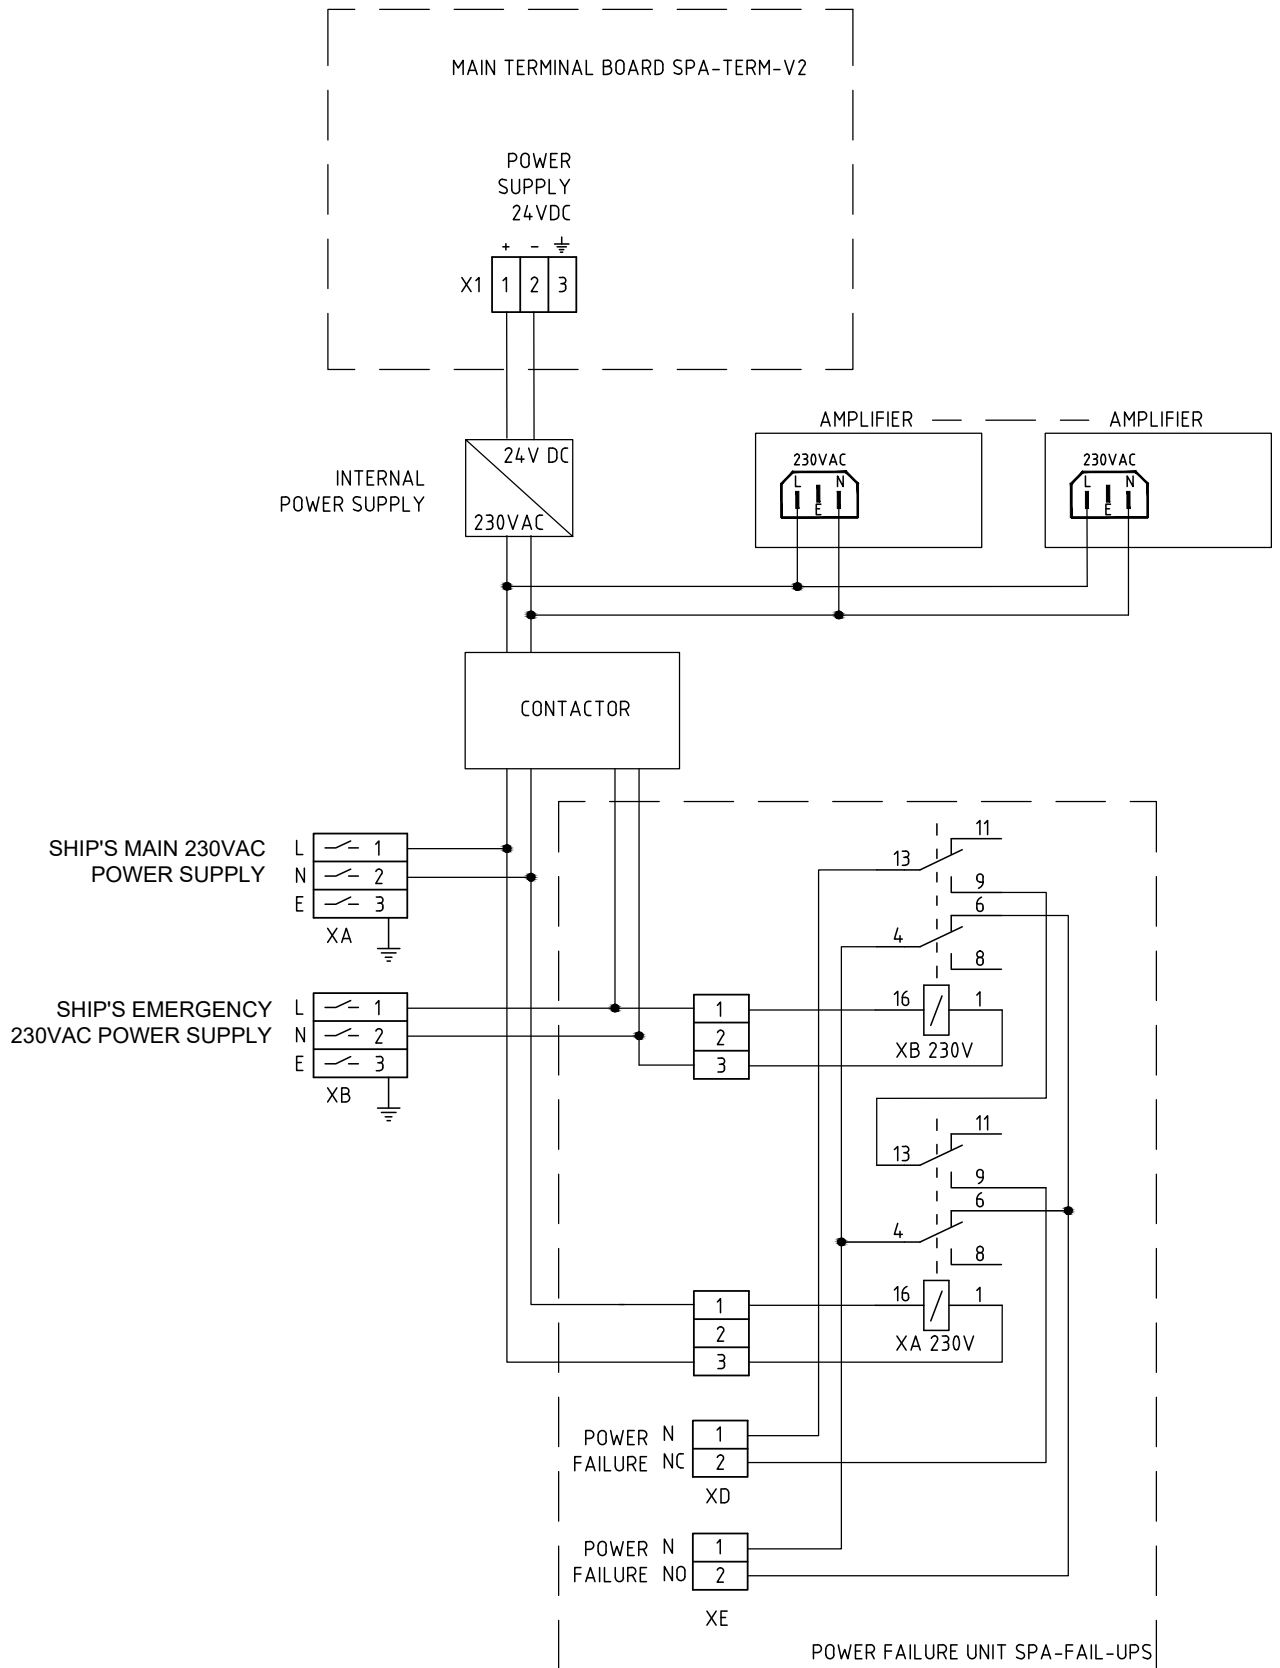 MAIN TERMINAL BOARD SPA-TERM-V2
POWER
SUPPLY
24VDC
+ -
X1 1 2 3
AMPLIFIER AMPLIFIER
24V DC
230VAC 230VAC
INTERNAL
POWER SUPPLY
L N L N
E E
230VAC
CONTACTOR
11
SHIP'S MAIN 230VAC L 1
13
POWER SUPPLY N 2
9
E 3
6
XA
4
8
SHIP'S EMERGENCY L 1
1 16 1
230VAC POWER SUPPLY N 2
2
XB 230V
E 3
3
XB
11
13
9
6
4
8
1 16 1
2
XA 230V
3
POWER N 1
FAILURE NC 2
XD
POWER N 1
FAILURE NO 2
XE
POWER FAILURE UNIT SPA-FAIL-UPS